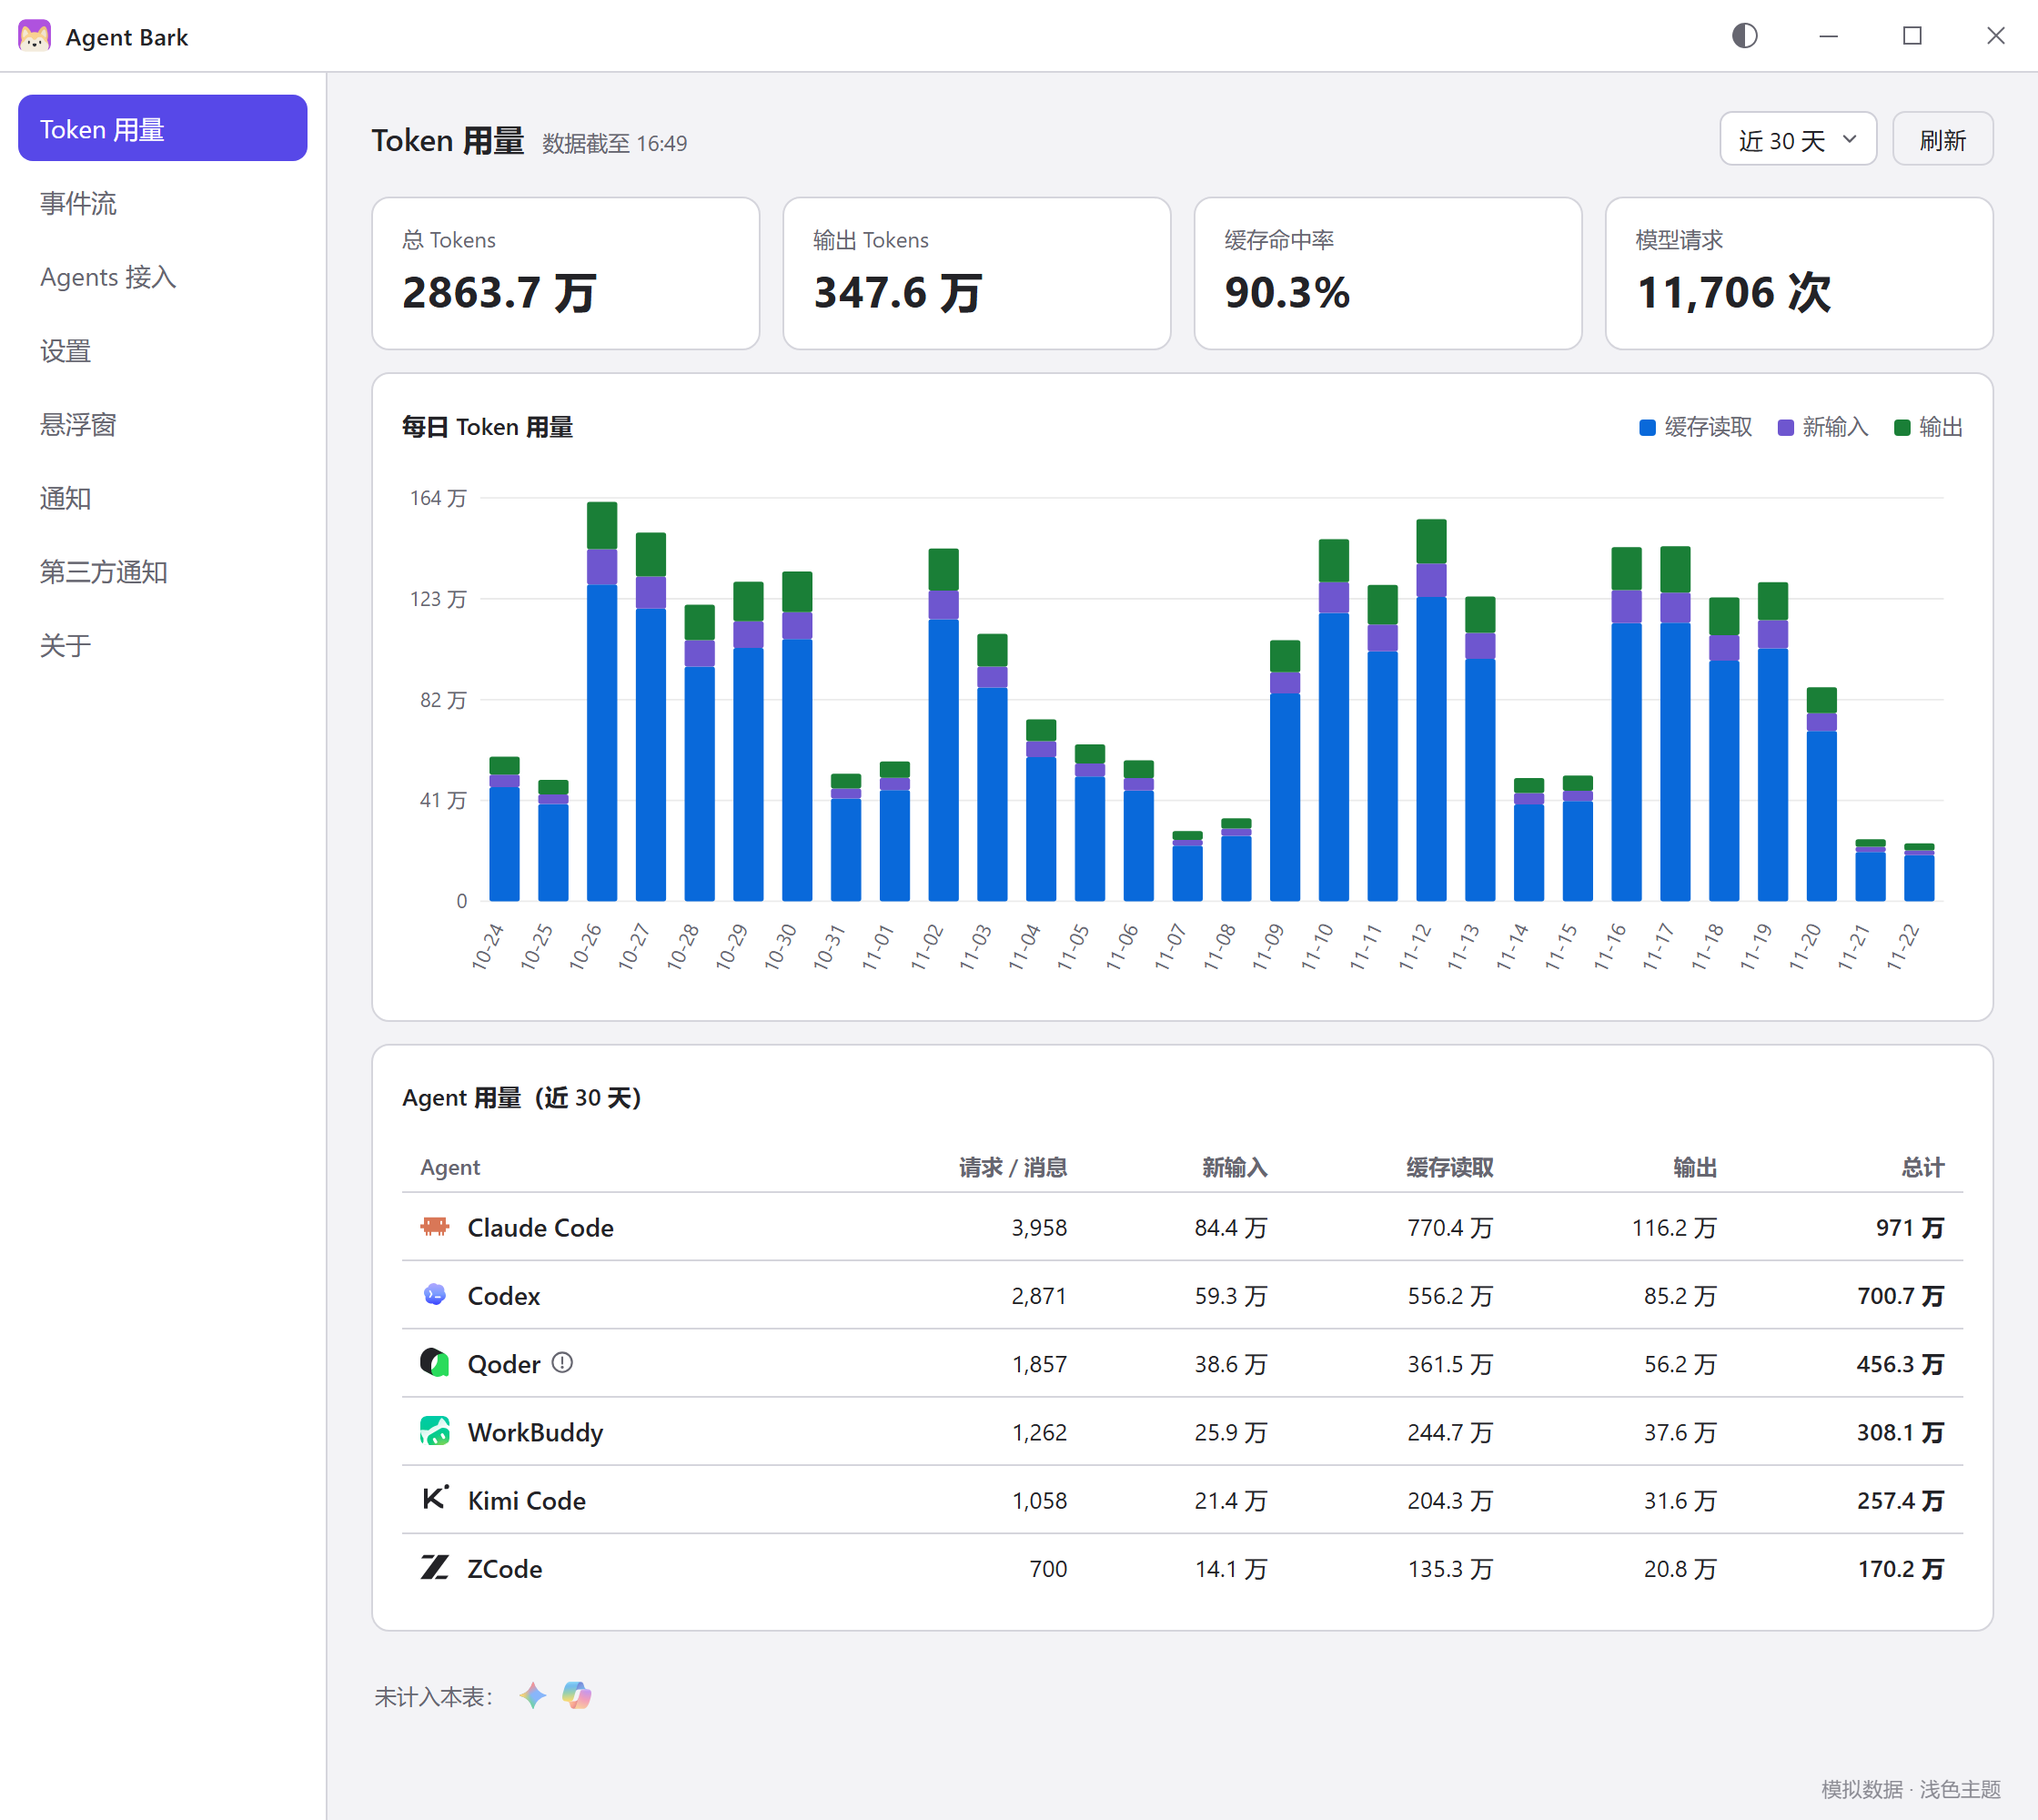 Agent Bark
Token 用量
事件流
Agents 接入
设置
悬浮窗
通知
第三方通知
关于
Token 用量 数据截至 16:49
近 30 天
刷新
总 Tokens
2863.7 万
输出 Tokens
347.6 万
缓存命中率
90.3%
模型请求
11,706 次
每日 Token 用量
缓存读取 新输入 输出
164 万
123 万
82 万
41 万
0
10-24 10-25 10-26 10-27 10-28 10-29 10-30 10-31 11-01 11-02 11-03 11-04 11-05 11-06 11-07 11-08 11-09 11-10 11-11 11-12 11-13 11-14 11-15 11-16 11-17 11-18 11-19 11-20 11-21 11-22
Agent 用量（近 30 天）
Agent 请求 / 消息 新输入 缓存读取 输出 总计
Claude Code 3,958 84.4 万 770.4 万 116.2 万 971 万
Codex 2,871 59.3 万 556.2 万 85.2 万 700.7 万
Qoder 1,857 38.6 万 361.5 万 56.2 万 456.3 万
WorkBuddy 1,262 25.9 万 244.7 万 37.6 万 308.1 万
Kimi Code 1,058 21.4 万 204.3 万 31.6 万 257.4 万
ZCode 700 14.1 万 135.3 万 20.8 万 170.2 万
未计入本表：
模拟数据 · 浅色主题